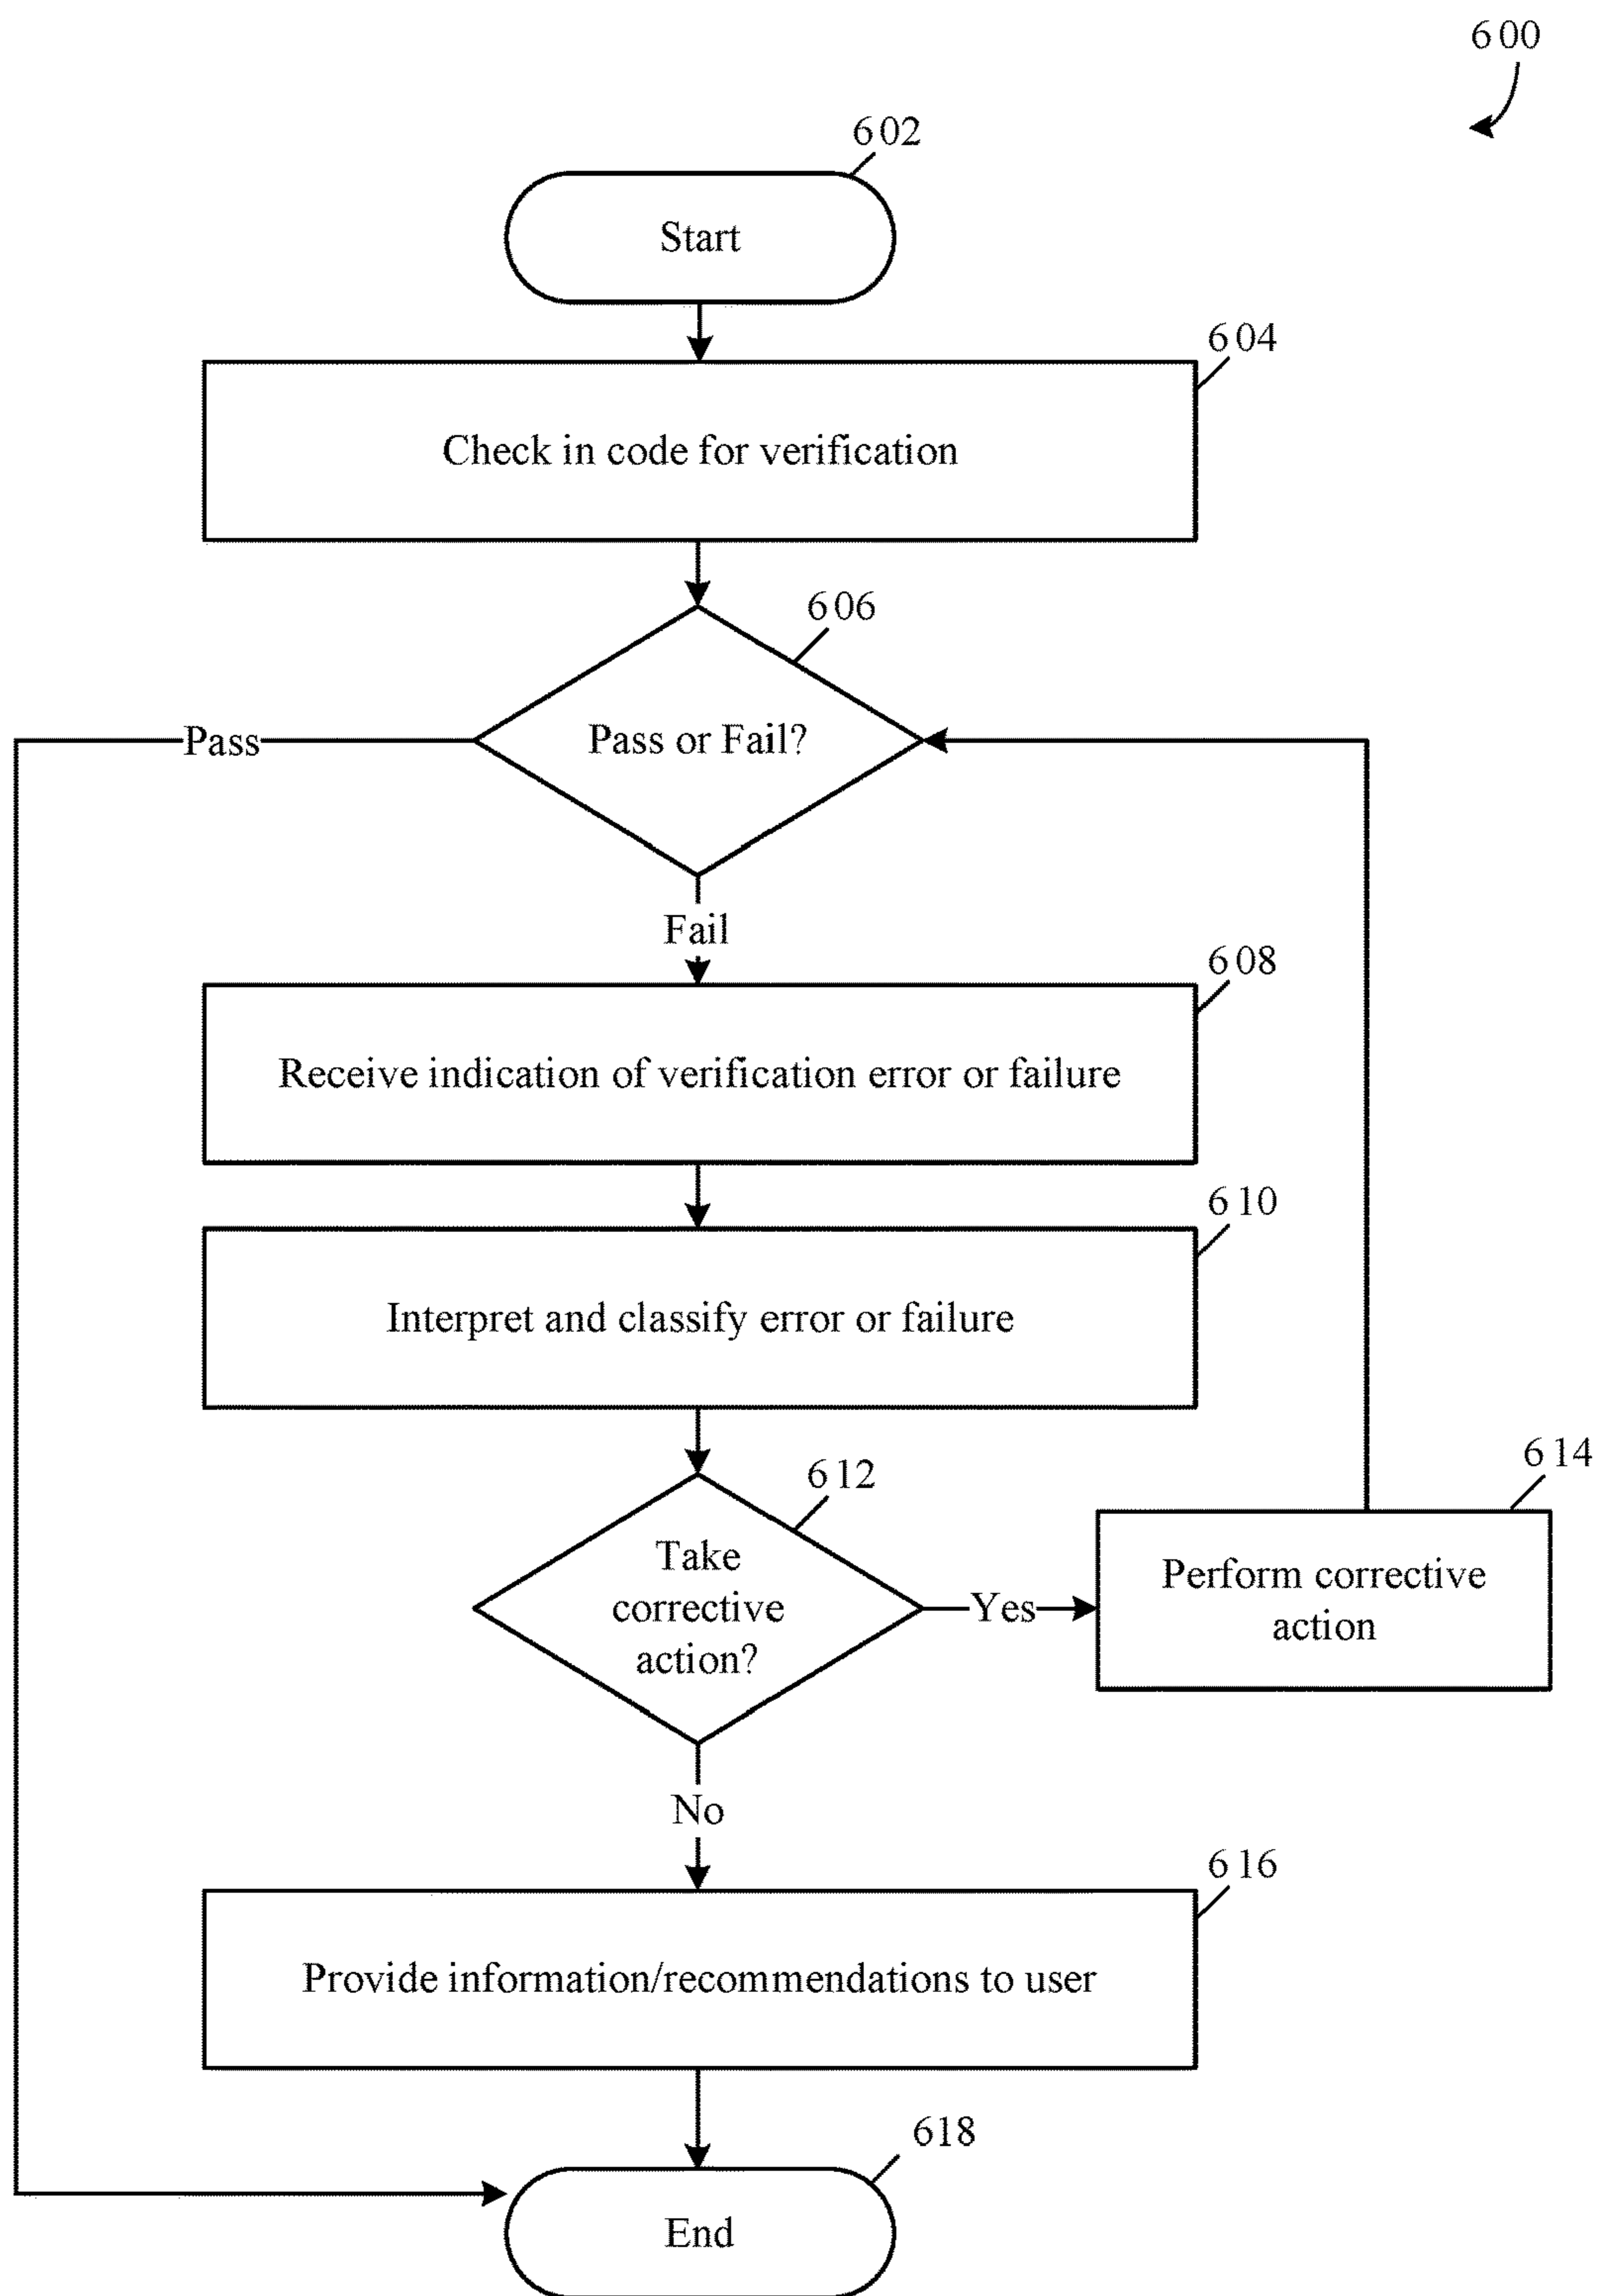 600
602
Start
604
Check in code for verification
606
Pass or Fail?
Pass
Fail
608
Receive indication of verification error or failure
610
Interpret and classify error or failure
612
Take
corrective
action?
Yes
614
Perform corrective
action
No
616
Provide information/recommendations to user
618
End